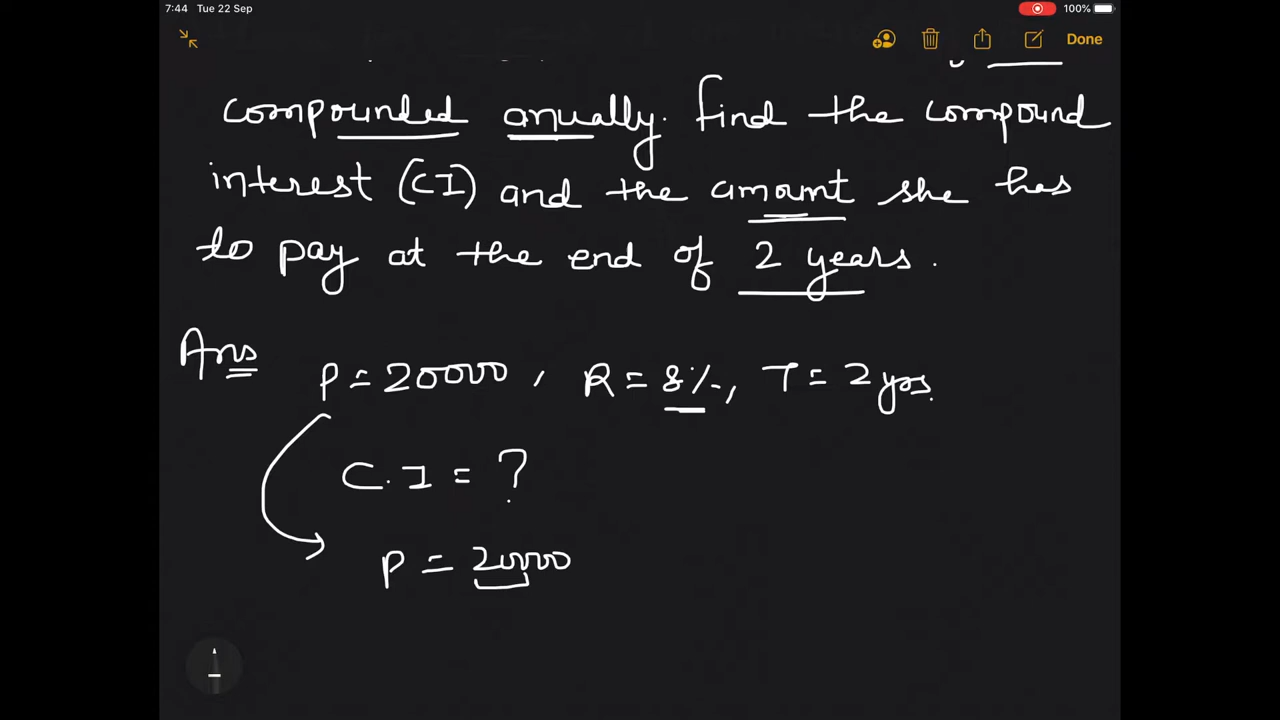 7:44 Tue 22 Sep 100%
Done
compounded anually. find the compound
interest (CI) and the amount she has
to pay at the end of 2 years.
Ans
P = 20000, R = 8%, T = 2 yrs.
C.I = ?
P = 20000